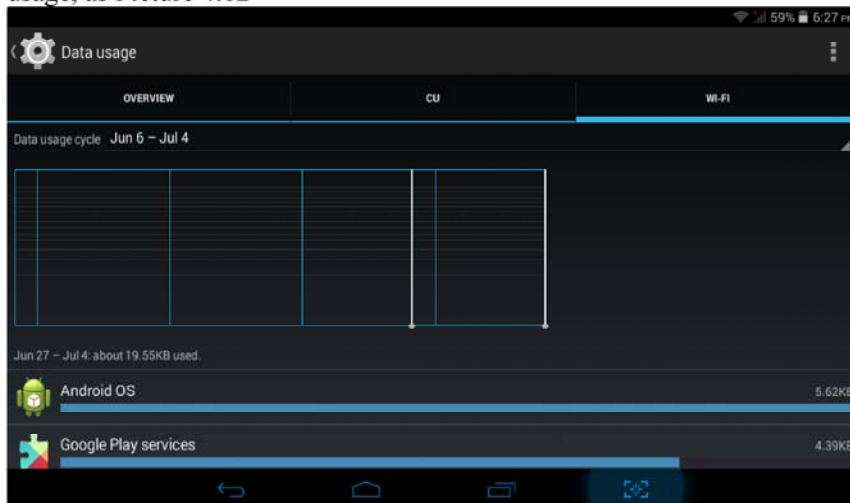 59% 6:27 PM
Data usage
OVERVIEW CU WI-FI
Data usage cycle Jun 6 – Jul 4
Jun 27 – Jul 4: about 19.55KB used.
Android OS
5.62KB
Google Play services
4.39KB